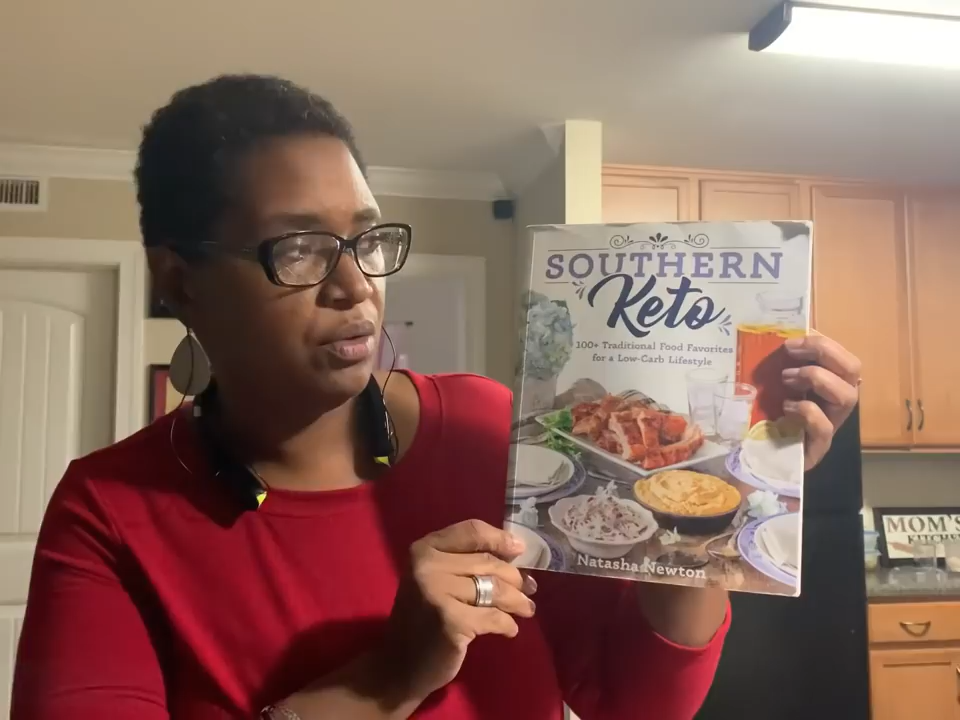 SOUTHERN
Keto
100+ Traditional Food Favorites
for a Low-Carb Lifestyle
Natasha Newton
MOM'S
KITCHEN